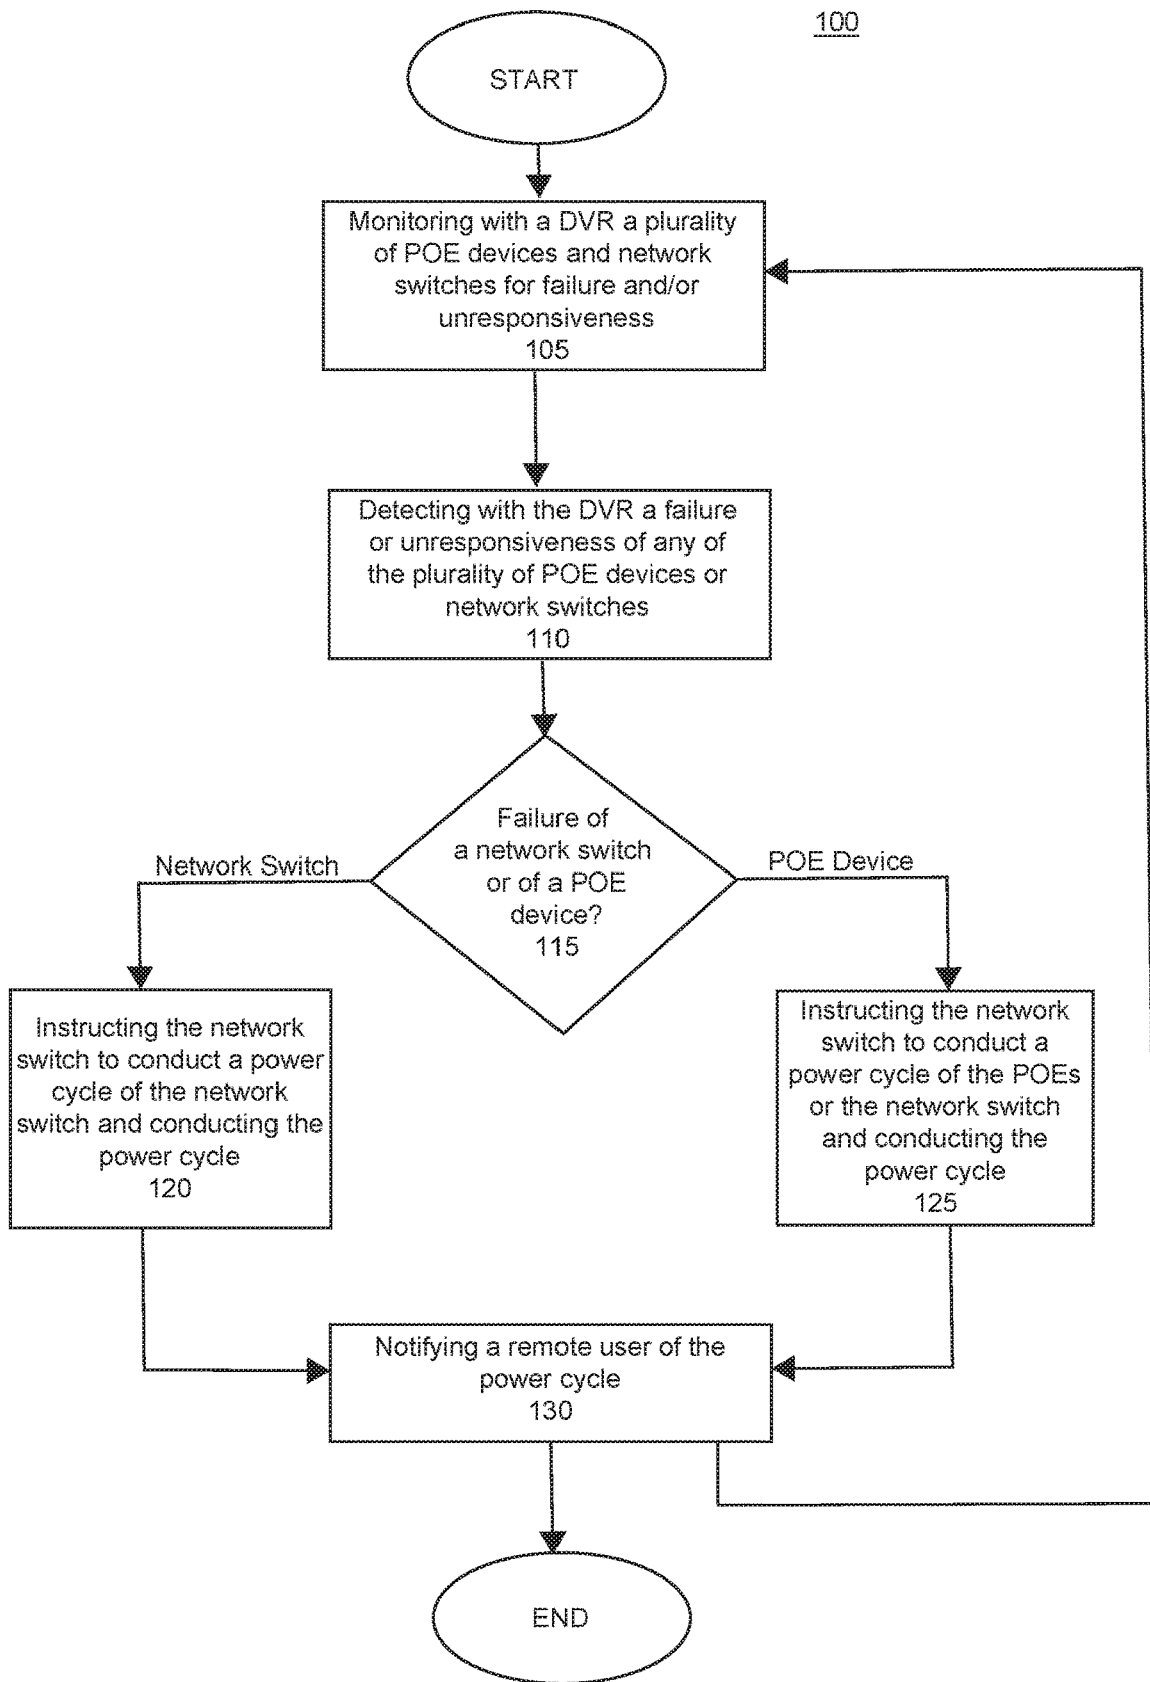 100
START
Monitoring with a DVR a plurality
of POE devices and network
switches for failure and/or
unresponsiveness
105
Detecting with the DVR a failure
or unresponsiveness of any of
the plurality of POE devices or
network switches
110
Failure of
a network switch
or of a POE
device?
115
Network Switch
POE Device
Instructing the network
switch to conduct a power
cycle of the network
switch and conducting the
power cycle
120
Instructing the network
switch to conduct a
power cycle of the POEs
or the network switch
and conducting the
power cycle
125
Notifying a remote user of the
power cycle
130
END